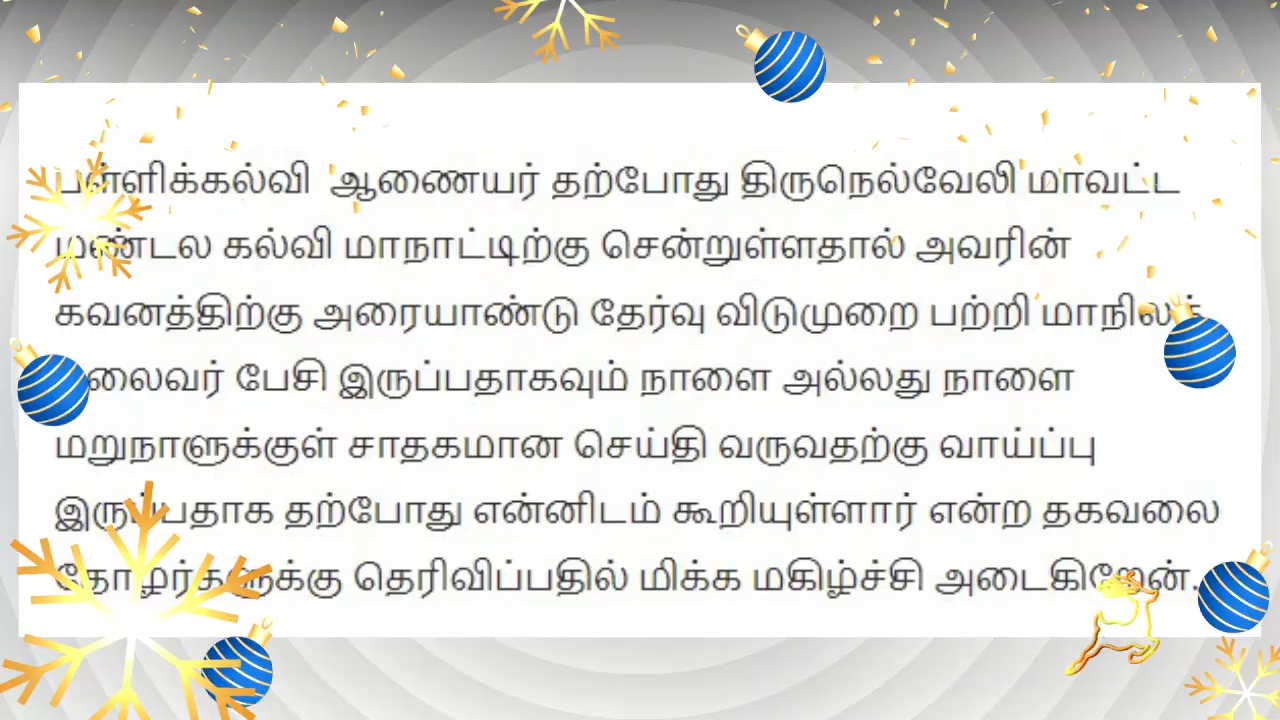 பள்ளிக்கல்வி ஆணையர் தற்போது திருநெல்வேலி மாவட்ட
மண்டல கல்வி மாநாட்டிற்கு சென்றுள்ளதால் அவரின்
கவனத்திற்கு அரையாண்டு தேர்வு விடுமுறை பற்றி மாநிலத்
தலைவர் பேசி இருப்பதாகவும் நாளை அல்லது நாளை
மறுநாளுக்குள் சாதகமான செய்தி வருவதற்கு வாய்ப்பு
இருப்பதாக தற்போது என்னிடம் கூறியுள்ளார் என்ற தகவலை
தோழர்களுக்கு தெரிவிப்பதில் மிக்க மகிழ்ச்சி அடைகிறேன்.